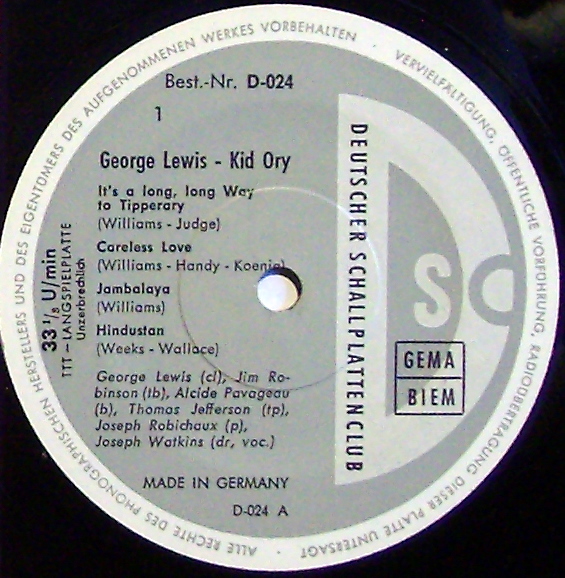 ALLE RECHTE DES PHONOGRAPHISCHEN HERSTELLERS UND DES EIGENTÜMERS DES AUFGENOMMENEN WERKES VORBEHALTEN · VERVIELFÄLTIGUNG, ÖFFENTLICHE VORFÜHRUNG, RADIOÜBERTRAGUNG DIESER PLATTE UNTERSAGT ·
Best.-Nr. D-024
1
George Lewis - Kid Ory
It's a long, long Way
to Tipperary
(Williams - Judge)
Careless Love
(Williams - Handy - Koenig)
Jambalaya
(Williams)
Hindustan
(Weeks - Wallace)
George Lewis (cl), Jim Ro-
binson (tb), Alcide Pavageau
(b), Thomas Jefferson (tp),
Joseph Robichaux (p),
Joseph Watkins (dr, voc.)
MADE IN GERMANY
D-024 A
33 1/3 U/min
TTT - LANGSPIELPLATTE
Unzerbrechlich
DEUTSCHER SCHALLPLATTENCLUB
D S C
GEMA
BIEM